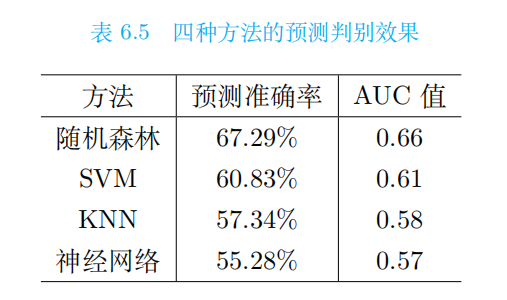 表 6.5 四种方法的预测判别效果
方法 预测准确率 AUC 值
随机森林 67.29% 0.66
SVM 60.83% 0.61
KNN 57.34% 0.58
神经网络 55.28% 0.57